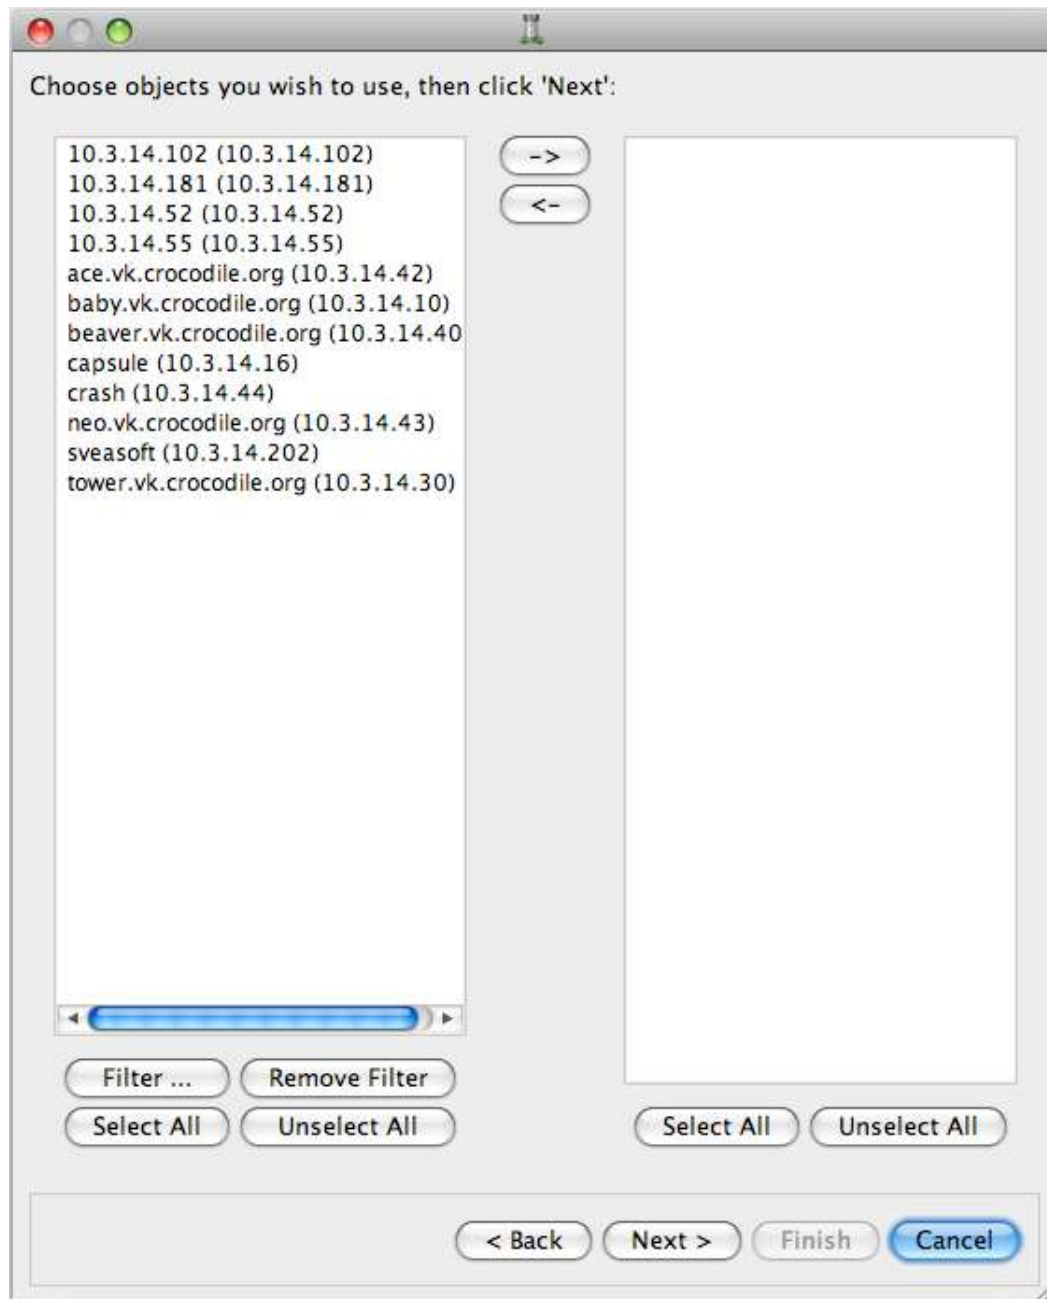 Choose objects you wish to use, then click 'Next':
10.3.14.102 (10.3.14.102)
10.3.14.181 (10.3.14.181)
10.3.14.52 (10.3.14.52)
10.3.14.55 (10.3.14.55)
ace.vk.crocodile.org (10.3.14.42)
baby.vk.crocodile.org (10.3.14.10)
beaver.vk.crocodile.org (10.3.14.40
capsule (10.3.14.16)
crash (10.3.14.44)
neo.vk.crocodile.org (10.3.14.43)
sveasoft (10.3.14.202)
tower.vk.crocodile.org (10.3.14.30)
->
<-
Filter ... Remove Filter
Select All Unselect All
Select All Unselect All
< Back Next > Finish Cancel